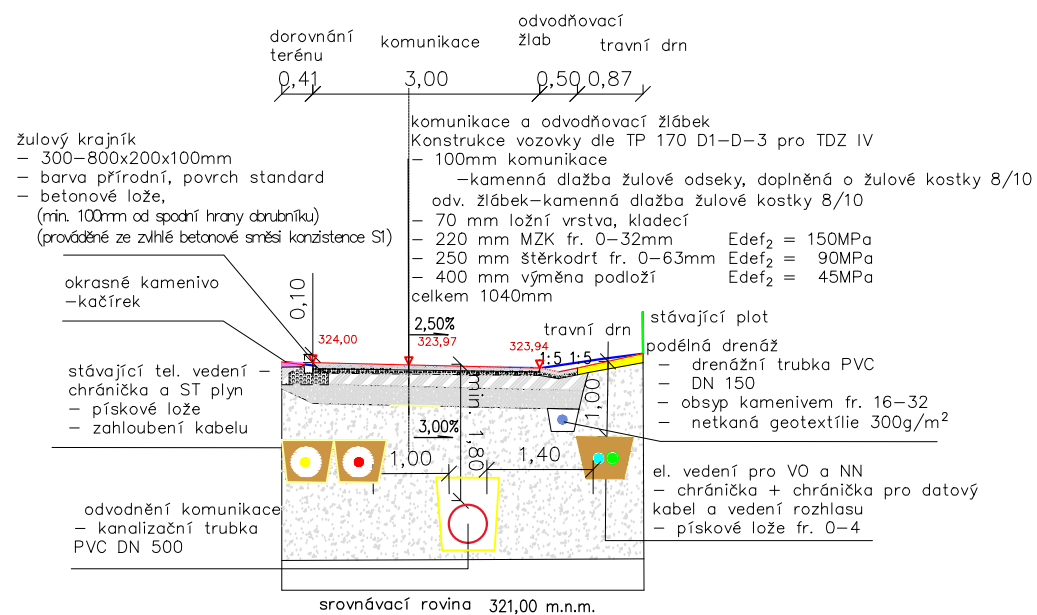 dorovnání
terénu
komunikace
odvodňovací
žlab
travní drn
0,41
3,00
0,50
0,87
komunikace a odvodňovací žlábek
Konstrukce vozovky dle TP 170 D1-D-3 pro TDZ IV
- 100mm komunikace
-kamenná dlažba žulové odseky, doplněná o žulové kostky 8/10
odv. žlábek-kamenná dlažba žulové kostky 8/10
- 70 mm ložní vrstva, kladecí
- 220 mm MZK fr. 0-32mm Edef2 = 150MPa
- 250 mm štěrkodrť fr. 0-63mm Edef2 = 90MPa
- 400 mm výměna podloží Edef2 = 45MPa
celkem 1040mm
žulový krajník
- 300-800x200x100mm
- barva přírodní, povrch standard
- betonové lože,
(min. 100mm od spodní hrany obrubníku)
(prováděné ze zvlhlé betonové směsi konzistence S1)
okrasné kamenivo
-kačírek
0,10
324,00
2,50%
323,97
323,94
travní drn
1:5
1:5
stávající plot
podélná drenáž
- drenážní trubka PVC
- DN 150
- obsyp kamenivem fr. 16-32
- netkaná geotextílie 300g/m²
stávající tel. vedení -
chránička a ST plyn
- pískové lože
- zahloubení kabelu
3,00%
min. 1,80
1,00
1,00
1,40
el. vedení pro VO a NN
- chránička + chránička pro datový
kabel a vedení rozhlasu
- pískové lože fr. 0-4
odvodnění komunikace
- kanalizační trubka
PVC DN 500
srovnávací rovina 321,00 m.n.m.